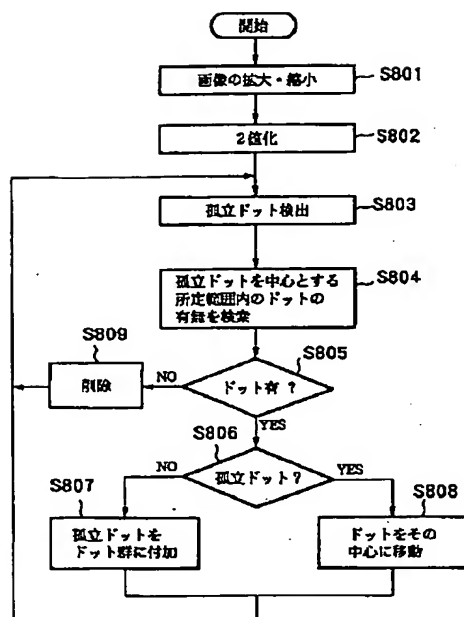 開始
画像の拡大・縮小
S801
2値化
S802
孤立ドット検出
S803
孤立ドットを中心とする
所定範囲内のドットの
有無を検索
S804
S809
削除
NO
ドット有？
S805
YES
S806
NO
孤立ドット？
YES
S807
孤立ドットを
ドット群に付加
S808
ドットをその
中心に移動